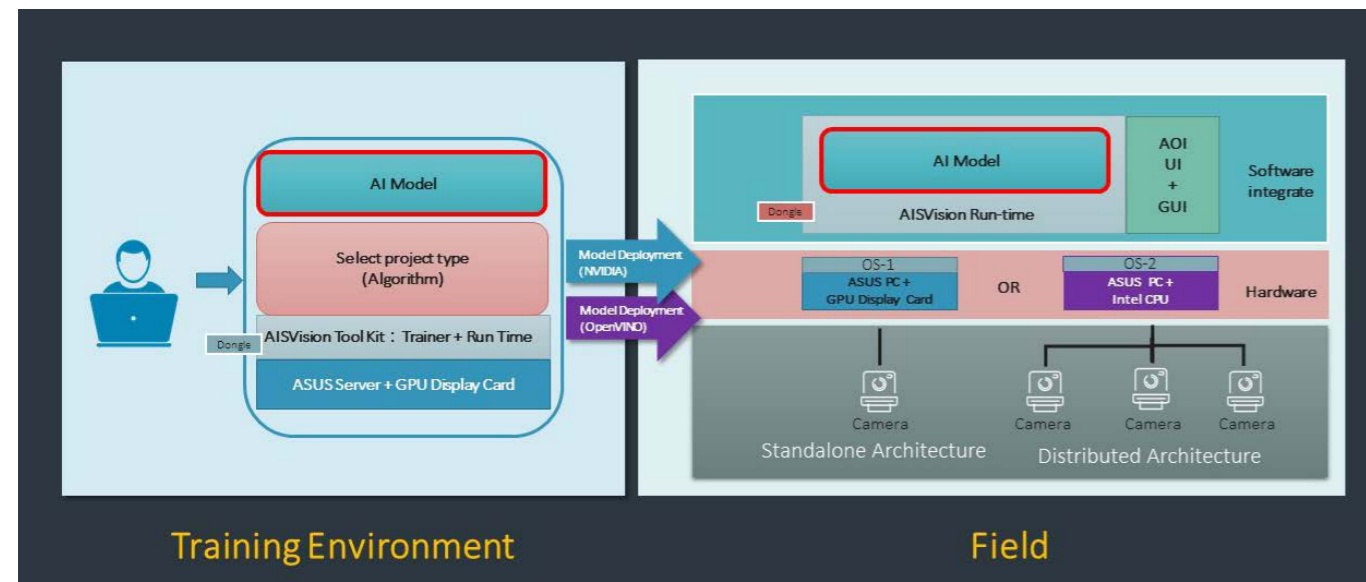 AI Model
Select project type
(Algorithm)
Dongle
AISVision Tool Kit：Trainer + Run Time
ASUS Server + GPU Display Card
Training Environment
Model Deployment
(NVIDIA)
Model Deployment
(OpenVINO)
AI Model
Dongle
AISVision Run-time
AOI
UI
+
GUI
Software
integrate
OS-1
ASUS PC +
GPU Display Card
OR
OS-2
ASUS PC +
Intel CPU
Hardware
Camera
Standalone Architecture
Camera
Camera
Camera
Distributed Architecture
Field